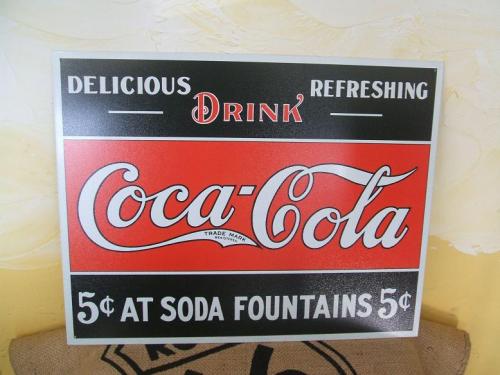 DELICIOUS REFRESHING
DRINK
Coca-Cola
TRADE MARK
5¢ AT SODA FOUNTAINS 5¢